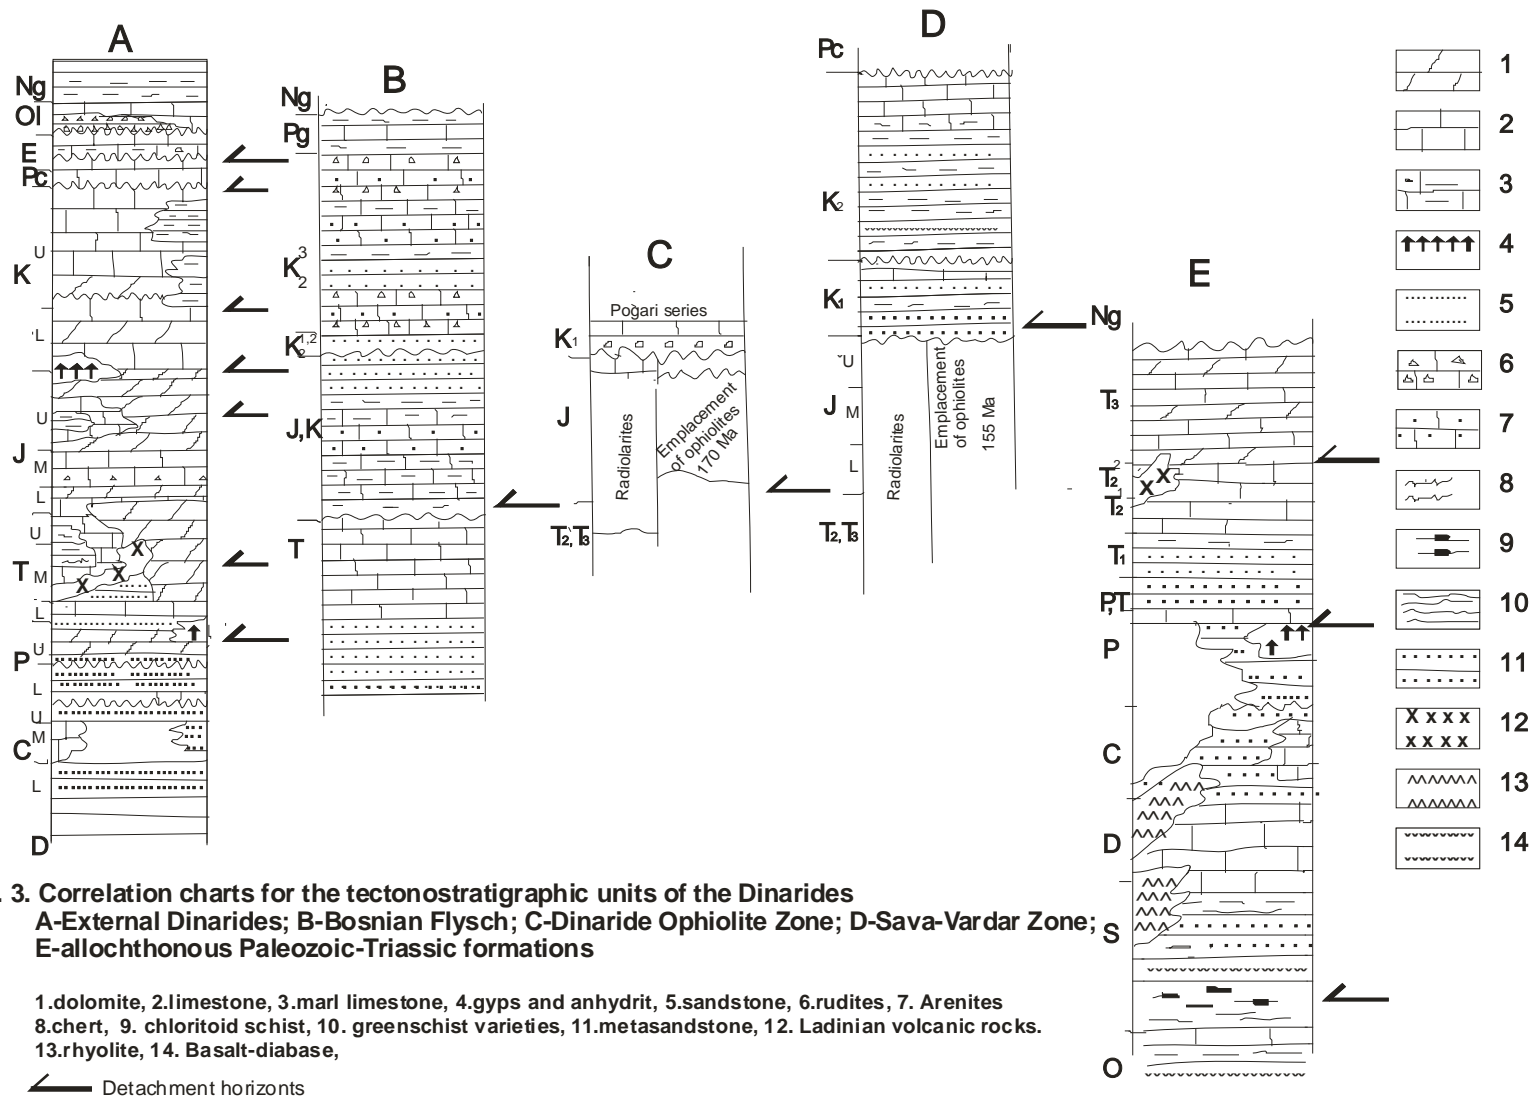 A
Ng
Ol
E
Pc
U
K
L
U
J
M
L
U
T
M
L
P
U
L
U
M
C
L
D
B
Ng
Pg
K 3 2
K 1,2 2
J,K
T
C
Pogari series
K1
J
Radiolarites
Emplacement
of ophiolites
170 Ma
T2,T3
D
Pc
K2
K1
U
J
M
L
Radiolarites
Emplacement
of ophiolites
155 Ma
T2,T3
E
Ng
T3
T2 2
T2
T1
P,T
P
C
D
S
O
1
2
3
4
5
6
7
8
9
10
11
12
13
14
X
X
X
X
X
X x x x
x x x x
. 3. Correlation charts for the tectonostratigraphic units of the Dinarides
A-External Dinarides; B-Bosnian Flysch; C-Dinaride Ophiolite Zone; D-Sava-Vardar Zone;
E-allochthonous Paleozoic-Triassic formations
1.dolomite, 2.limestone, 3.marl limestone, 4.gyps and anhydrit, 5.sandstone, 6.rudites, 7. Arenites
8.chert, 9. chloritoid schist, 10. greenschist varieties, 11.metasandstone, 12. Ladinian volcanic rocks.
13.rhyolite, 14. Basalt-diabase,
Detachment horizonts